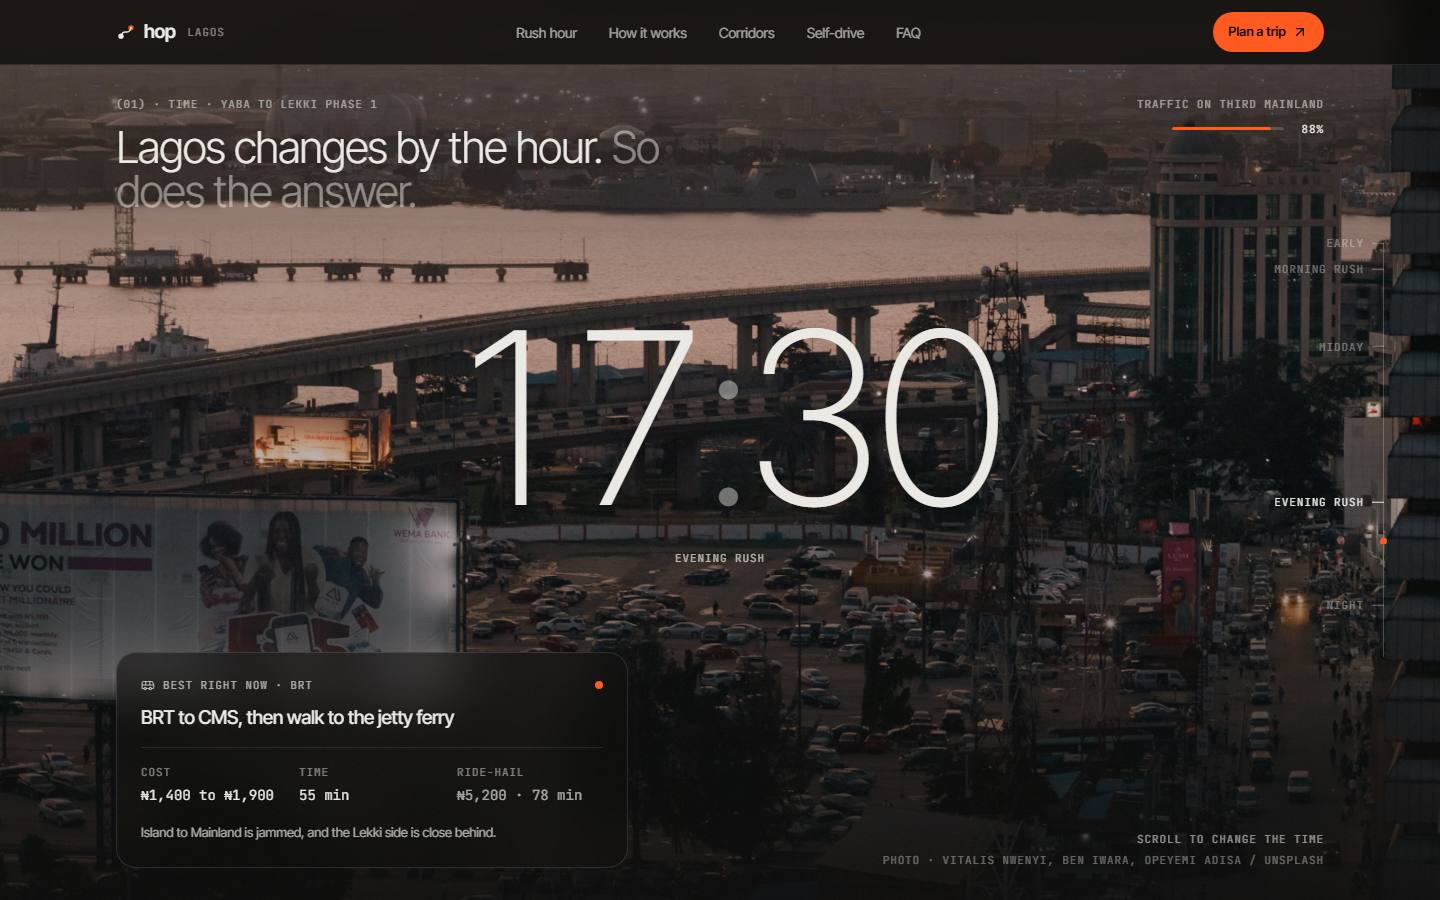 hop LAGOS
Rush hour How it works Corridors Self-drive FAQ
Plan a trip
(01) · TIME · YABA TO LEKKI PHASE 1
Lagos changes by the hour. So
does the answer.
TRAFFIC ON THIRD MAINLAND
88%
EARLY
MORNING RUSH
MIDDAY
EVENING RUSH
NIGHT
17:30
EVENING RUSH
MILLION
WON
WEMA BANK
W YOU COULD
MILLIONAIRE
BEST RIGHT NOW · BRT
BRT to CMS, then walk to the jetty ferry
COST TIME RIDE-HAIL
₦1,400 to ₦1,900 55 min ₦5,200 · 78 min
Island to Mainland is jammed, and the Lekki side is close behind.
SCROLL TO CHANGE THE TIME
PHOTO · VITALIS NWENYI, BEN IWARA, OPEYEMI ADISA / UNSPLASH